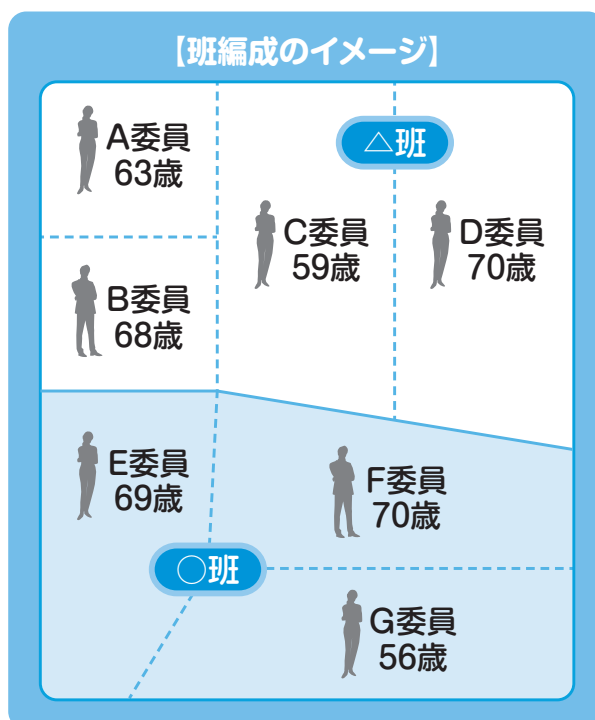 【班編成のイメージ】
△班
A委員
63歳
B委員
68歳
C委員
59歳
D委員
70歳
○班
E委員
69歳
F委員
70歳
G委員
56歳